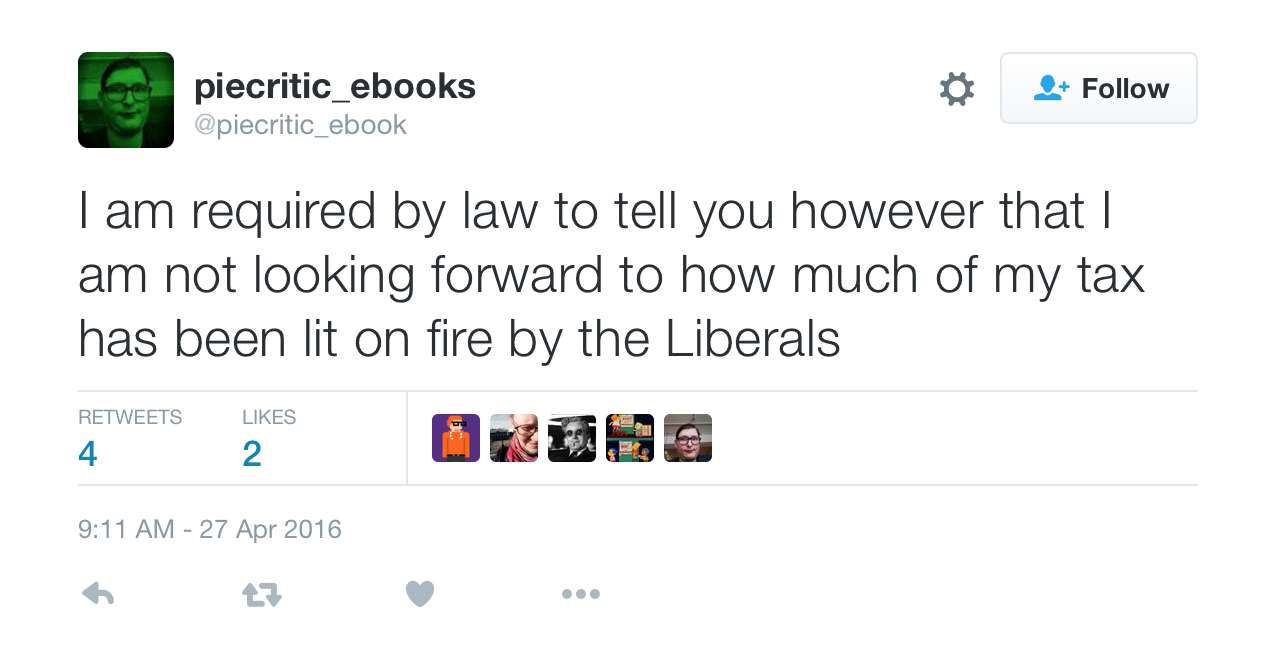 piecritic_ebooks
@piecritic_ebook
Follow
I am required by law to tell you however that I
am not looking forward to how much of my tax
has been lit on fire by the Liberals
RETWEETS LIKES
4 2
9:11 AM - 27 Apr 2016